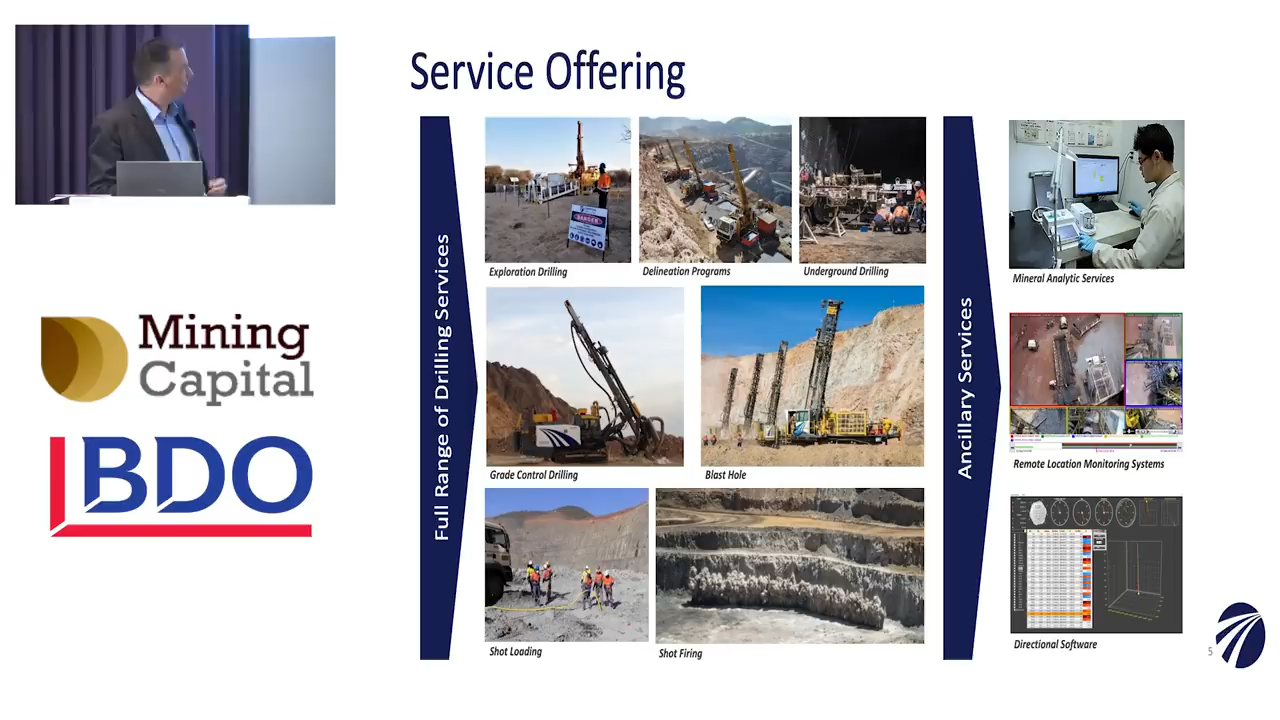 Service Offering
Mining
Capital
BDO
Full Range of Drilling Services
DANGER
Exploration Drilling
Delineation Programs
Underground Drilling
Grade Control Drilling
Blast Hole
Shot Loading
Shot Firing
Ancillary Services
Mineral Analytic Services
Remote Location Monitoring Systems
Directional Software
5